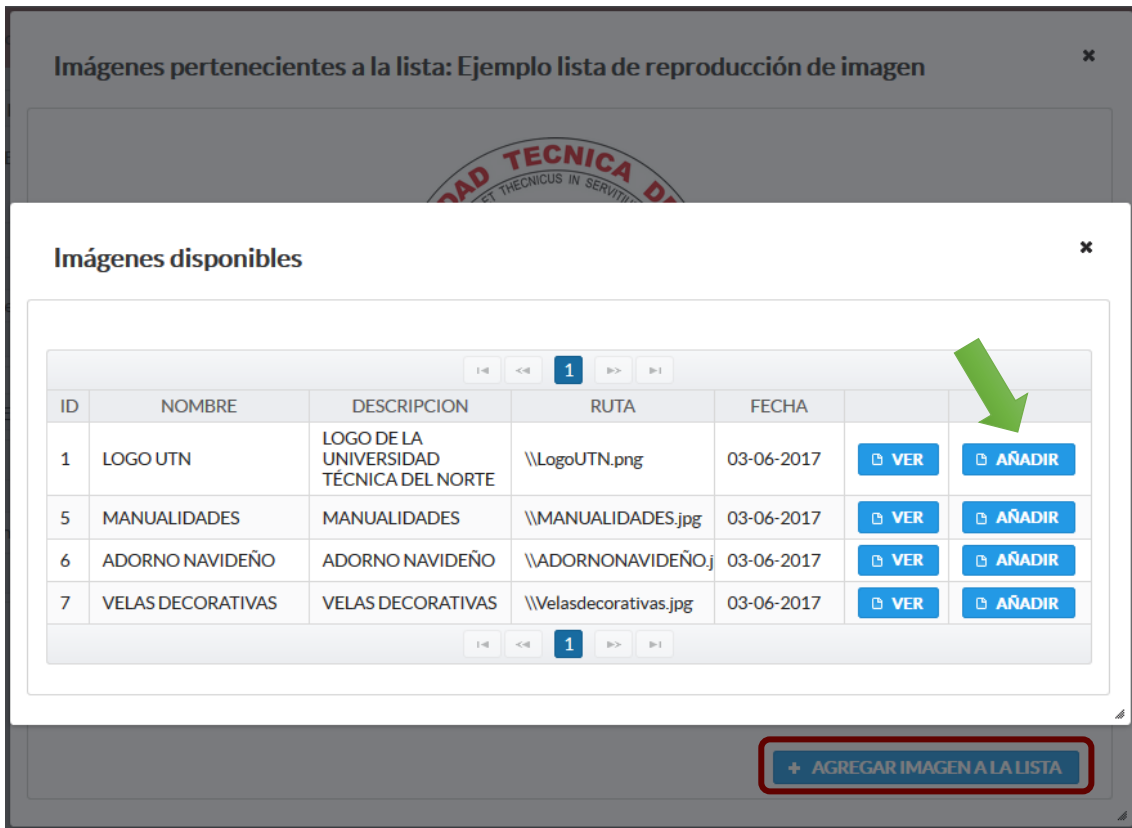 Imágenes pertenecientes a la lista: Ejemplo lista de reproducción de imagen
DAD TECNICA DE
ET THECNICUS IN
Imágenes disponibles
1
ID NOMBRE DESCRIPCION RUTA FECHA
1 LOGO UTN LOGO DE LA UNIVERSIDAD TÉCNICA DEL NORTE \\LogoUTN.png 03-06-2017 VER AÑADIR
5 MANUALIDADES MANUALIDADES \\MANUALIDADES.jpg 03-06-2017 VER AÑADIR
6 ADORNO NAVIDEÑO ADORNO NAVIDEÑO \\ADORNONAVIDEÑO.j 03-06-2017 VER AÑADIR
7 VELAS DECORATIVAS VELAS DECORATIVAS \\Velasdecorativas.jpg 03-06-2017 VER AÑADIR
1
+ AGREGAR IMAGEN A LA LISTA